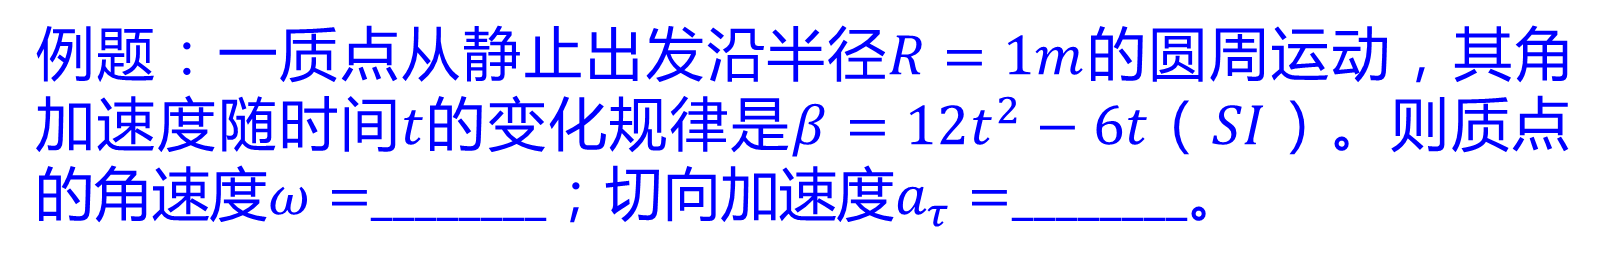 例题：一质点从静止出发沿半径R = 1m的圆周运动，其角
加速度随时间t的变化规律是β = 12t² − 6t（SI）。则质点
的角速度ω =________；切向加速度aτ =________。